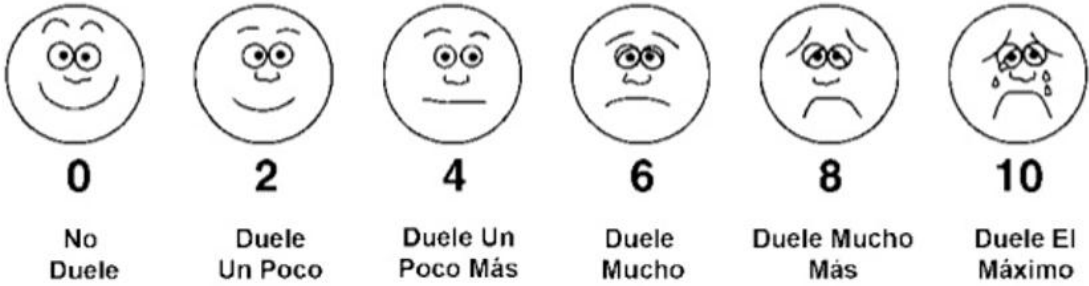 0
No
Duele
2
Duele
Un Poco
4
Duele Un
Poco Más
6
Duele
Mucho
8
Duele Mucho
Más
10
Duele El
Máximo